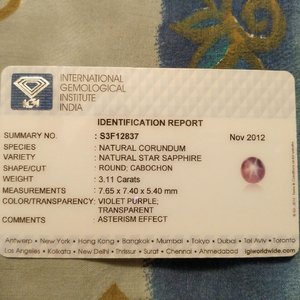 INTERNATIONAL
GEMOLOGICAL
INSTITUTE
INDIA
IGI
IDENTIFICATION REPORT
SUMMARY NO : S3F12837 Nov 2012
SPECIES : NATURAL CORUNDUM
VARIETY : NATURAL STAR SAPPHIRE
SHAPE/CUT : ROUND, CABOCHON
WEIGHT : 3.11 Carats
MEASUREMENTS : 7.65 x 7.40 x 5.40 mm
COLOR/TRANSPARENCY: VIOLET PURPLE,
TRANSPARENT
COMMENTS : ASTERISM EFFECT
Antwerp • New York • Hong Kong • Bangkok • Mumbai • Tokyo • Dubai • Tel Aviv • Toronto
Los Angeles • Kolkata • New Delhi • Thrissur • Surat • Chennai • Ahmedabad igiworldwide.com